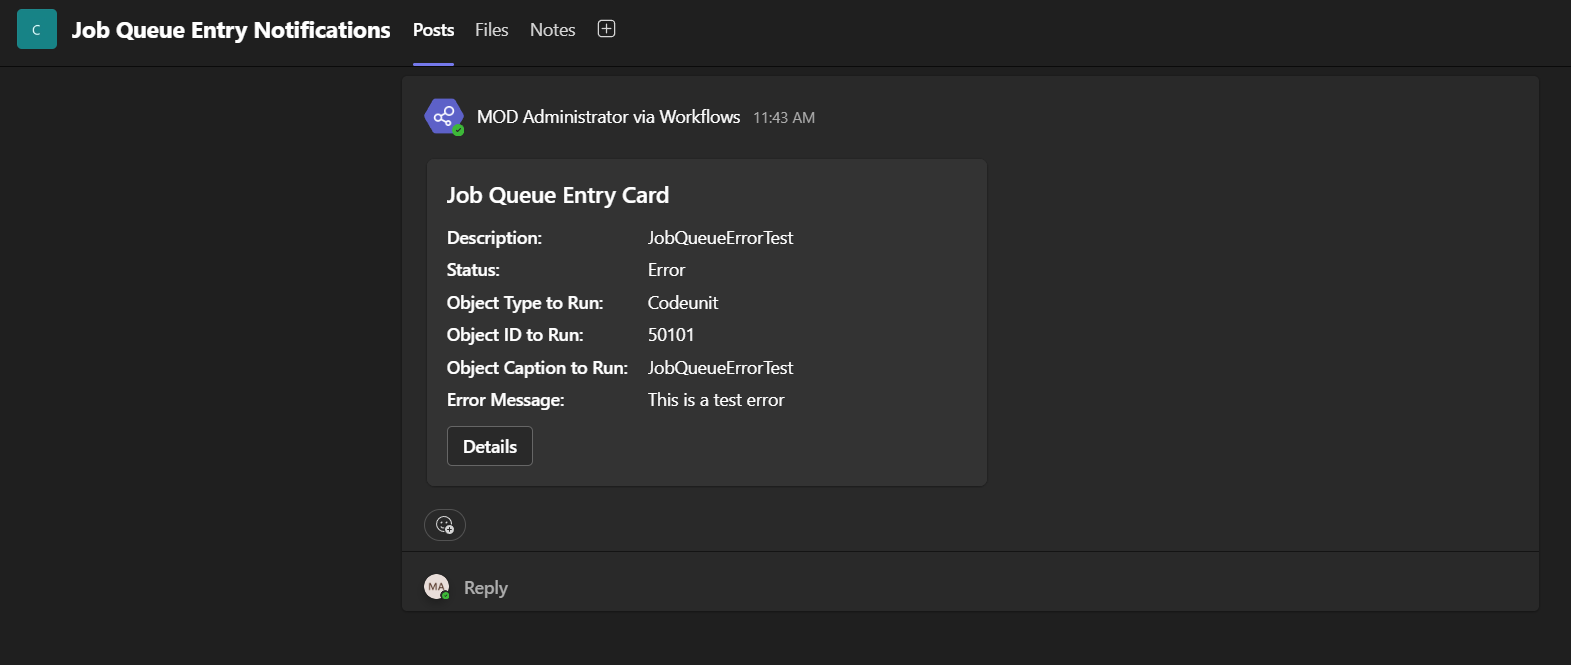 C Job Queue Entry Notifications Posts Files Notes
MOD Administrator via Workflows 11:43 AM
Job Queue Entry Card
Description: JobQueueErrorTest
Status: Error
Object Type to Run: Codeunit
Object ID to Run: 50101
Object Caption to Run: JobQueueErrorTest
Error Message: This is a test error
Details
MA Reply